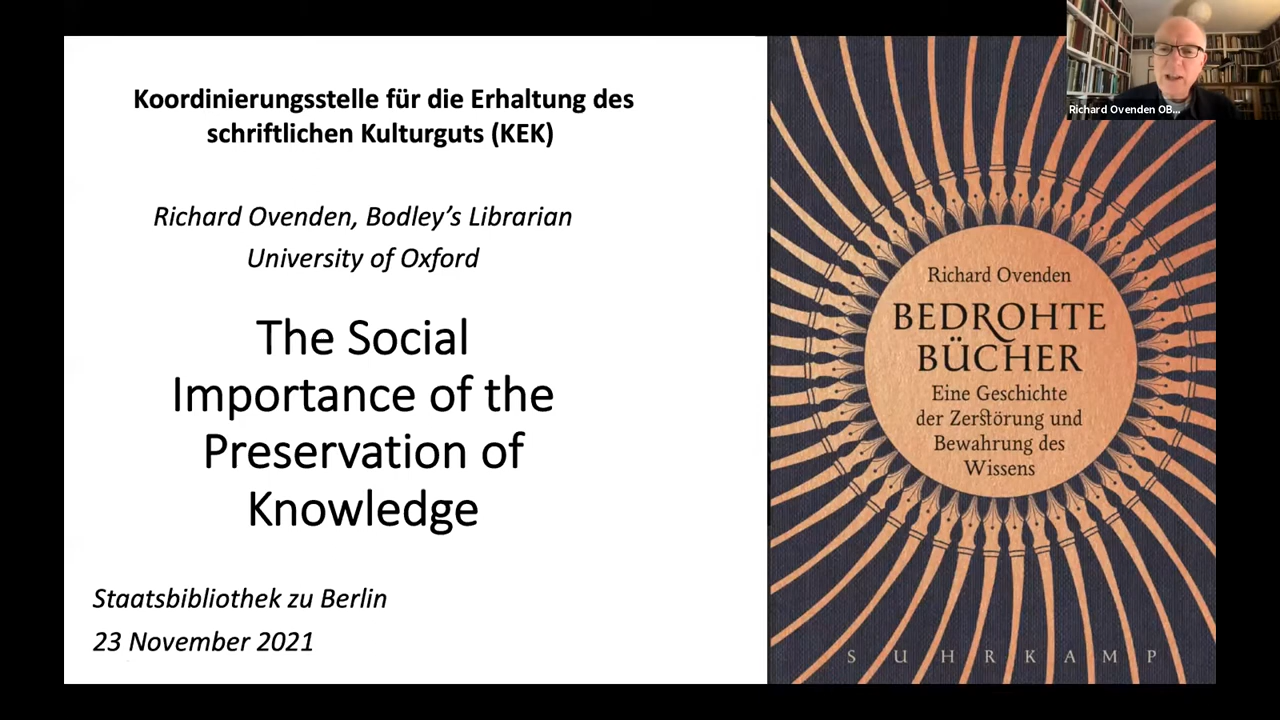 Koordinierungsstelle für die Erhaltung des
schriftlichen Kulturguts (KEK)
Richard Ovenden, Bodley’s Librarian
University of Oxford
The Social
Importance of the
Preservation of
Knowledge
Staatsbibliothek zu Berlin
23 November 2021
Richard Ovenden
BEDROHTE
BÜCHER
Eine Geschichte
der Zerstörung und
Bewahrung des
Wissens
SUHRKAMP
Richard Ovenden OB...